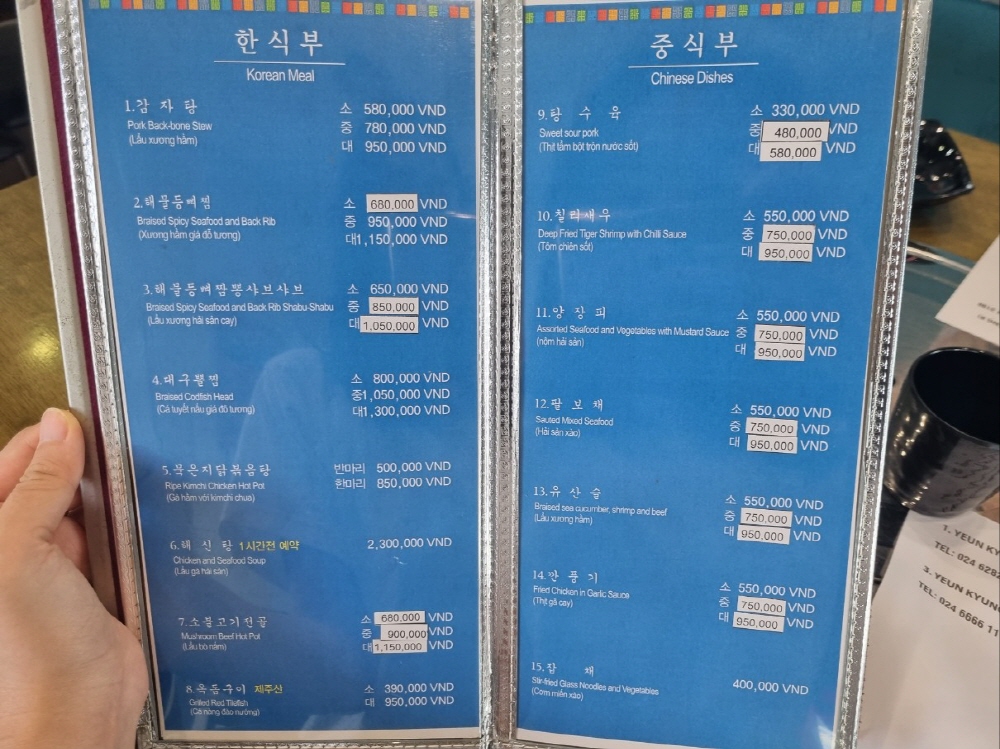 한식부
Korean Meal
1.감 자 탕 소 580,000 VND
Pork Back-bone Stew 중 780,000 VND
(Lẩu xương hầm) 대 950,000 VND
2.해물등뼈찜 소 680,000 VND
Braised Spicy Seafood and Back Rib 중 950,000 VND
(Xương hầm giá đỗ tương) 대1,150,000 VND
3.해물등뼈짬뽕샤브샤브 소 650,000 VND
Braised Spicy Seafood and Back Rib Shabu-Shabu 중 850,000 VND
(Lẩu xương hải sản cay) 대 1,050,000 VND
4.대구뽈찜 소 800,000 VND
Braised Codfish Head 중1,050,000 VND
(Cá tuyết nấu giá đỗ tương) 대1,300,000 VND
5.묵은지닭볶음탕 반마리 500,000 VND
Ripe Kimchi Chicken Hot Pot 한마리 850,000 VND
(Gà hầm với kimchi chua)
6.해 신 탕 1시간전 예약 2,300,000 VND
Chicken and Seafood Soup
(Lẩu gà hải sản)
7.소불고기전골 소 680,000 VND
Mushroom Beef Hot Pot 중 900,000 VND
(Lẩu bò nấm) 대 1,150,000 VND
8.옥돔구이 제주산 소 390,000 VND
Grilled Red Tilefish 대 950,000 VND
(Cá nàng đào nướng)
중식부
Chinese Dishes
9.탕 수 육 소 330,000 VND
Sweet sour pork 중 480,000 VND
(Thịt tẩm bột trộn nước sốt) 대 580,000 VND
10.칠리새우 소 550,000 VND
Deep Fried Tiger Shrimp with Chilli Sauce 중 750,000 VND
(Tôm chiên sốt) 대 950,000 VND
11.양 장 피 소 550,000 VND
Assorted Seafood and Vegetables with Mustard Sauce 중 750,000 VND
(nộm hải sản) 대 950,000 VND
12.팔 보 채 소 550,000 VND
Sauted Mixed Seafood 중 750,000 VND
(Hải sản xào) 대 950,000 VND
13.유 산 슬 소 550,000 VND
Braised sea cucumber, shrimp and beef 중 750,000 VND
(Lẩu xương hầm) 대 950,000 VND
14.깐 풍 기 소 550,000 VND
Fried Chicken in Garlic Sauce 중 750,000 VND
(Thịt gà cay) 대 950,000 VND
15.잡 채 400,000 VND
Stir-fried Glass Noodles and Vegetables
(Cơm miến xào)
1. YEUN KY
TEL: 024 628
3. YEUN KYUN
TEL: 024 6666 11